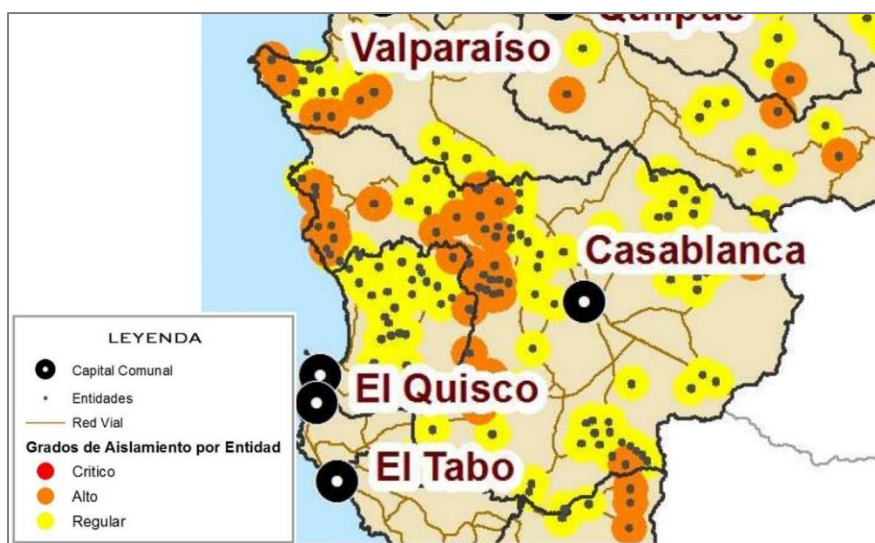 Quilpué
Valparaíso
Casablanca
El Quisco
El Tabo
LEYENDA
Capital Comunal
Entidades
Red Vial
Grados de Aislamiento por Entidad
Critico
Alto
Regular